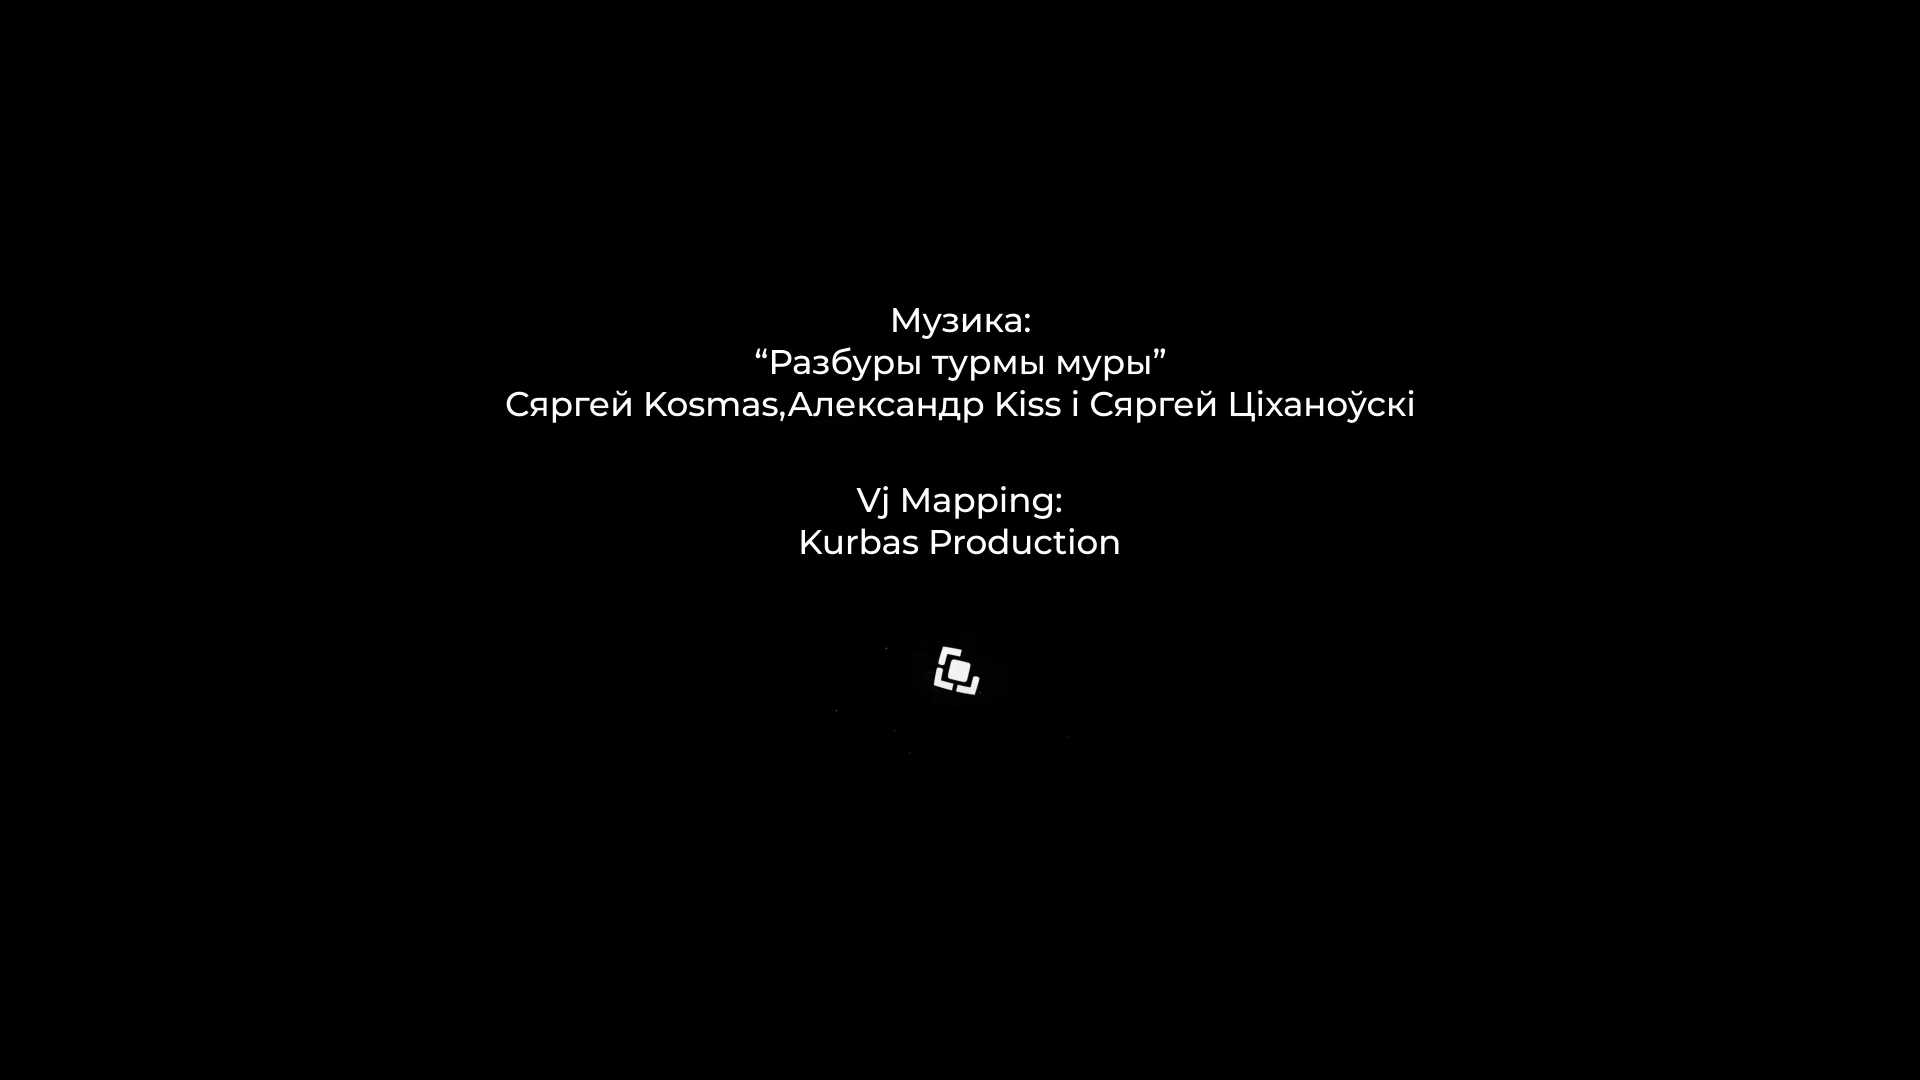 Музика:
“Разбуры турмы муры”
Сяргей Kosmas,Александр Kiss і Сяргей Ціханоўскі
Vj Mapping:
Kurbas Production